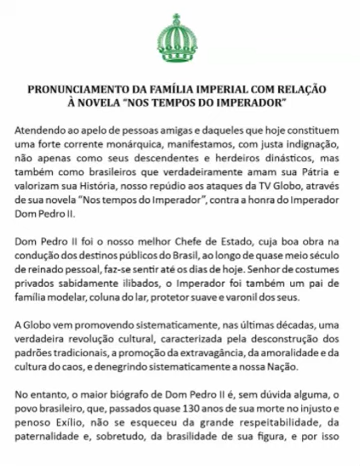 PRONUNCIAMENTO DA FAMÍLIA IMPERIAL COM RELAÇÃO
À NOVELA “NOS TEMPOS DO IMPERADOR”
Atendendo ao apelo de pessoas amigas e daqueles que hoje constituem
uma forte corrente monárquica, manifestamos, com justa indignação,
não apenas como seus descendentes e herdeiros dinásticos, mas
também como brasileiros que verdadeiramente amam sua Pátria e
valorizam sua História, nosso repúdio aos ataques da TV Globo, através
de sua novela “Nos tempos do Imperador”, contra a honra do Imperador
Dom Pedro II.
Dom Pedro II foi o nosso melhor Chefe de Estado, cuja boa obra na
condução dos destinos públicos do Brasil, ao longo de quase meio século
de reinado pessoal, faz-se sentir até os dias de hoje. Senhor de costumes
privados sabidamente ilibados, o Imperador foi também um pai de
família modelar, coluna do lar, protetor suave e varonil dos seus.
A Globo vem promovendo sistematicamente, nas últimas décadas, uma
verdadeira revolução cultural, caracterizada pela desconstrução dos
padrões tradicionais, a promoção da extravagância, da amoralidade e da
cultura do caos, e denegrindo sistematicamente a nossa Nação.
No entanto, o maior biógrafo de Dom Pedro II é, sem dúvida alguma, o
povo brasileiro, que, passados quase 130 anos de sua morte no injusto e
penoso Exílio, não se esqueceu da grande respeitabilidade, da
paternalidade e, sobretudo, da brasilidade de sua figura, e por isso